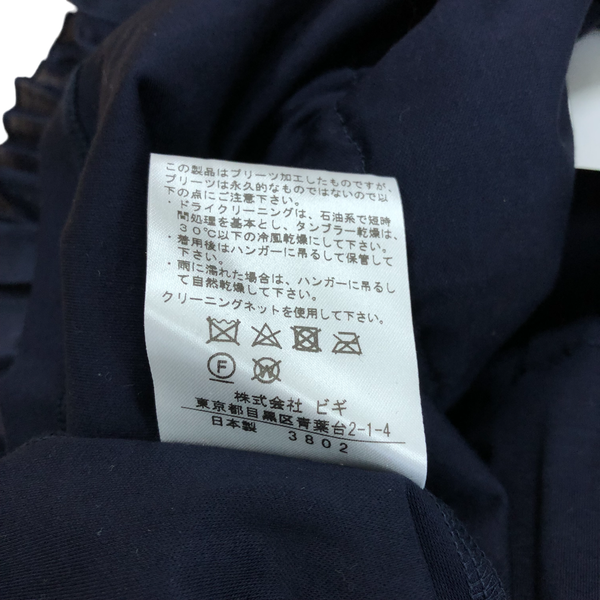 この製品はプリーツ加工したものですが、
プリーツは永久的なものではないので以
下の点にご注意下さい。
・ドライクリーニングは、石油系で短時
間処理を基本とし、タンブラー乾燥は、
３０℃以下の冷風乾燥にして下さい。
・着用後はハンガーに吊るして保管して
下さい。
・雨に濡れた場合は、ハンガーに吊るし
て自然乾燥して下さい。
クリーニングネットを使用して下さい。
F W
株式会社 ビギ
東京都目黒区青葉台2-1-4
日本製 3802